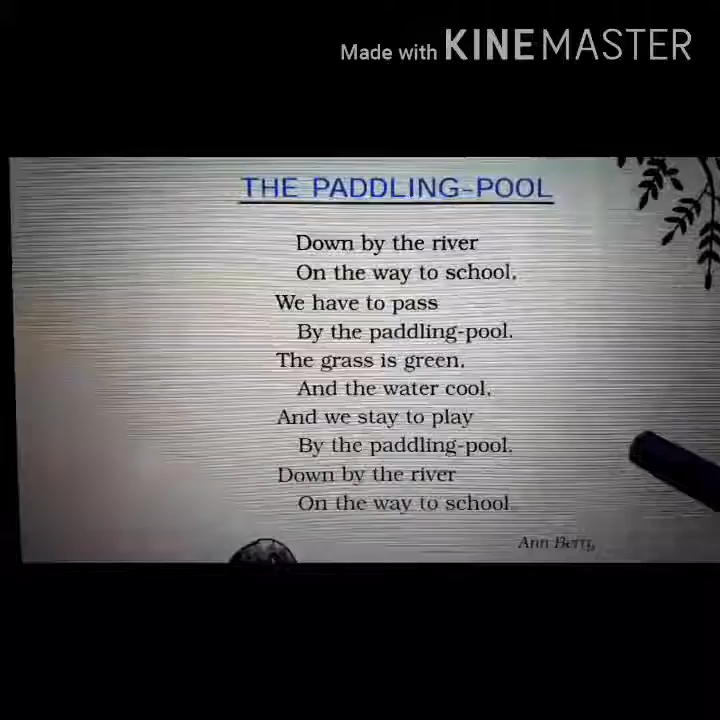 Made with KINEMASTER
THE PADDLING-POOL
Down by the river
On the way to school,
We have to pass
By the paddling-pool.
The grass is green,
And the water cool,
And we stay to play
By the paddling-pool.
Down by the river
On the way to school.
Ann Berry